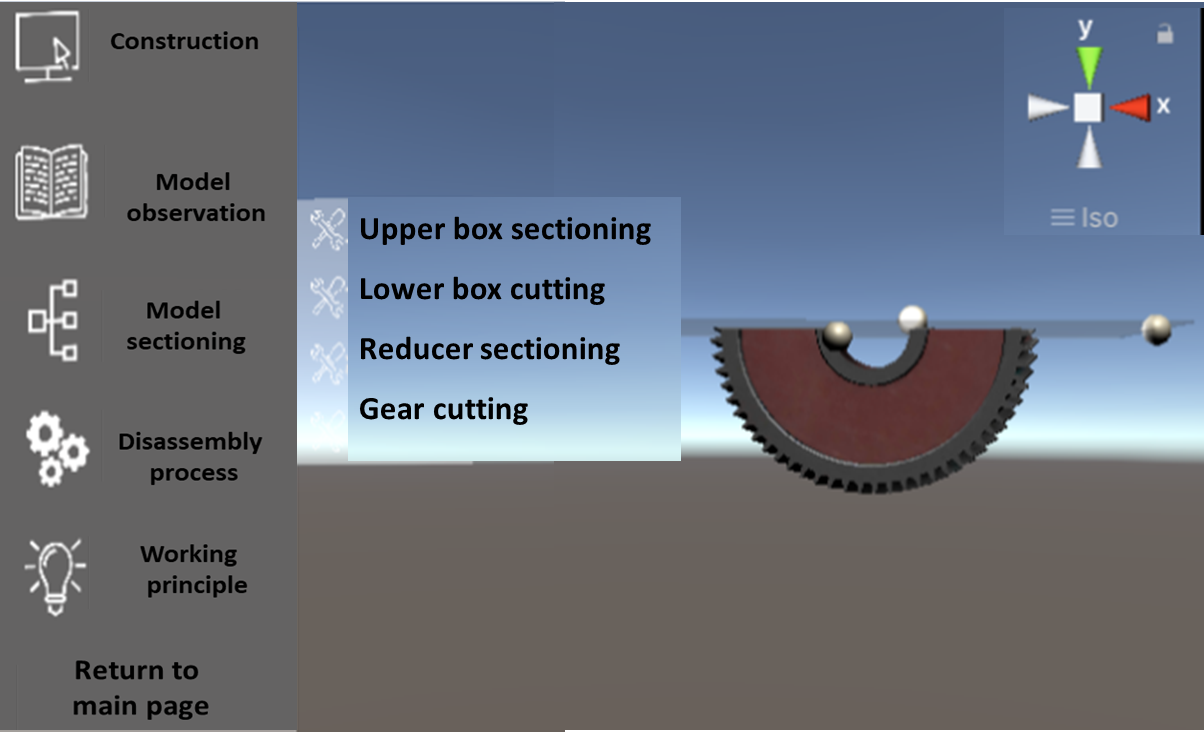 Construction
Model
observation
Model
sectioning
Disassembly
process
Working
principle
Return to
main page
Upper box sectioning
Lower box cutting
Reducer sectioning
Gear cutting
y
x
Iso